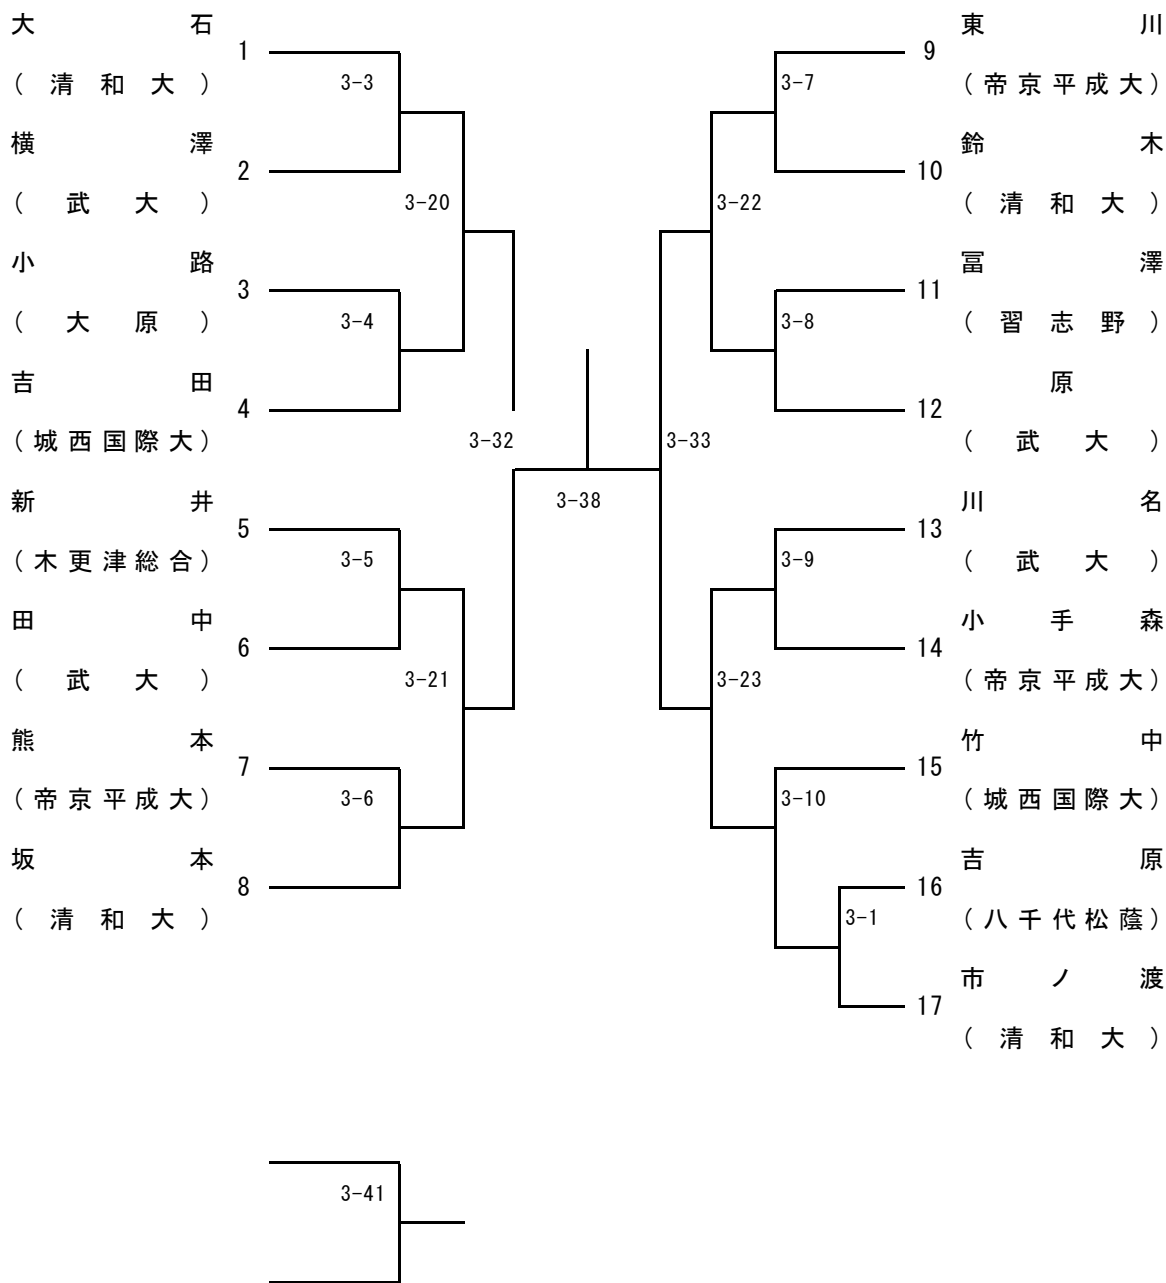 大石
1
(清和大)
3-3
横澤
2
(武大)
3-20
小路
3
(大原)
3-4
吉田
4
(城西国際大)
3-32
新井
5
(木更津総合)
3-5
田中
6
(武大)
3-21
熊本
7
(帝京平成大)
3-6
坂本
8
(清和大)
3-38
東川
9
(帝京平成大)
3-7
鈴木
10
(清和大)
3-22
冨澤
11
(習志野)
3-8
原
12
(武大)
3-33
川名
13
(武大)
3-9
小手森
14
(帝京平成大)
3-23
竹中
15
(城西国際大)
3-10
吉原
16
(八千代松蔭)
3-1
市ノ渡
17
(清和大)
3-41